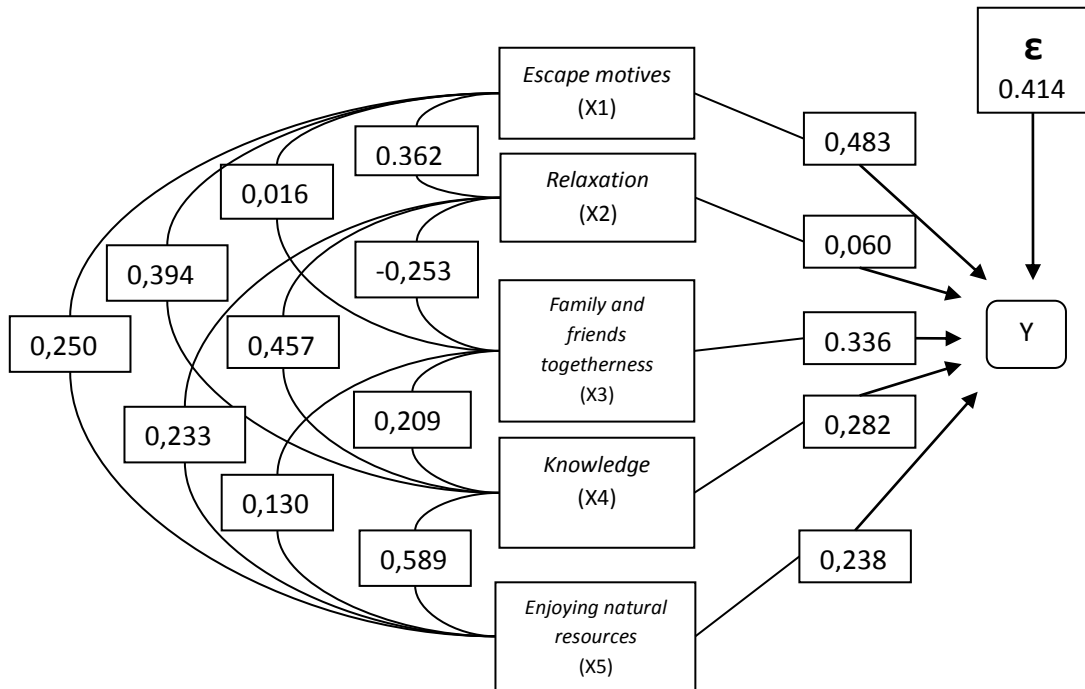 ε
0.414
Escape motives
(X1)
0.362
0,483
0,016
Relaxation
(X2)
0,060
0,394
-0,253
Family and
friends
togetherness
(X3)
0.336
Y
0,250
0,457
0,233
0,209
0,282
Knowledge
(X4)
0,130
0,589
0,238
Enjoying natural
resources
(X5)